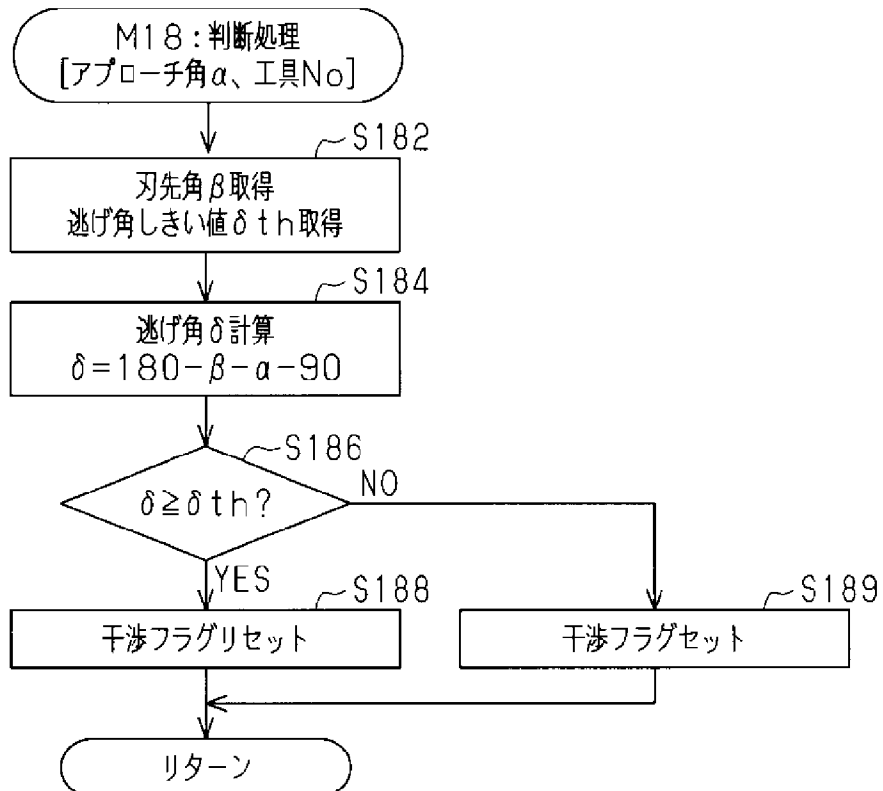 M18:判断処理
[アプローチ角α、工具No]
S182
刃先角β取得
逃げ角しきい値δth取得
S184
逃げ角δ計算
δ=180-β-α-90
S186
δ≧δth?
NO
YES
S188
干渉フラグリセット
S189
干渉フラグセット
リターン